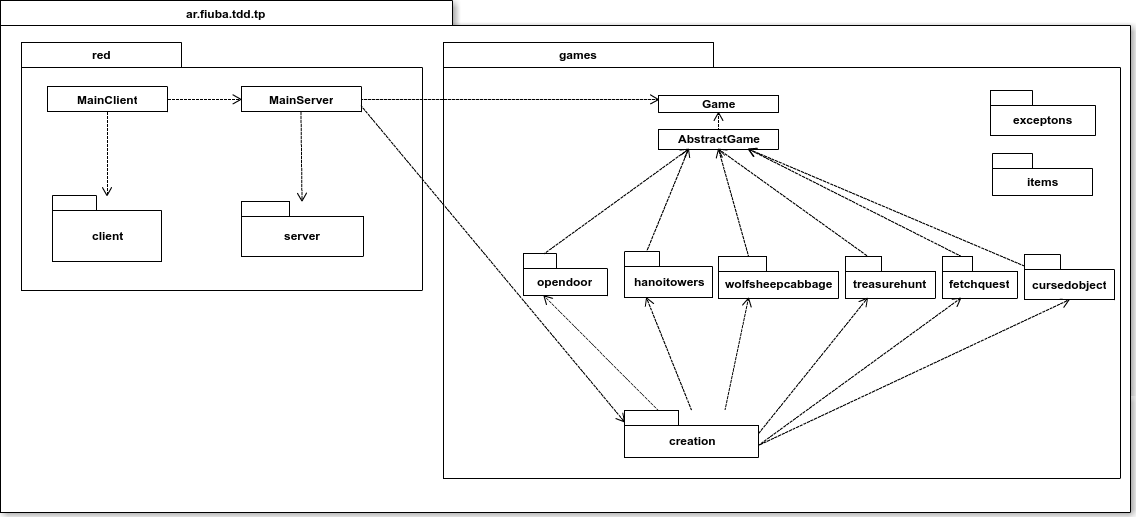 ar.fiuba.tdd.tp
red
games
MainClient
MainServer
Game
AbstractGame
exceptons
items
client
server
opendoor
hanoitowers
wolfsheepcabbage
treasurehunt
fetchquest
cursedobject
creation